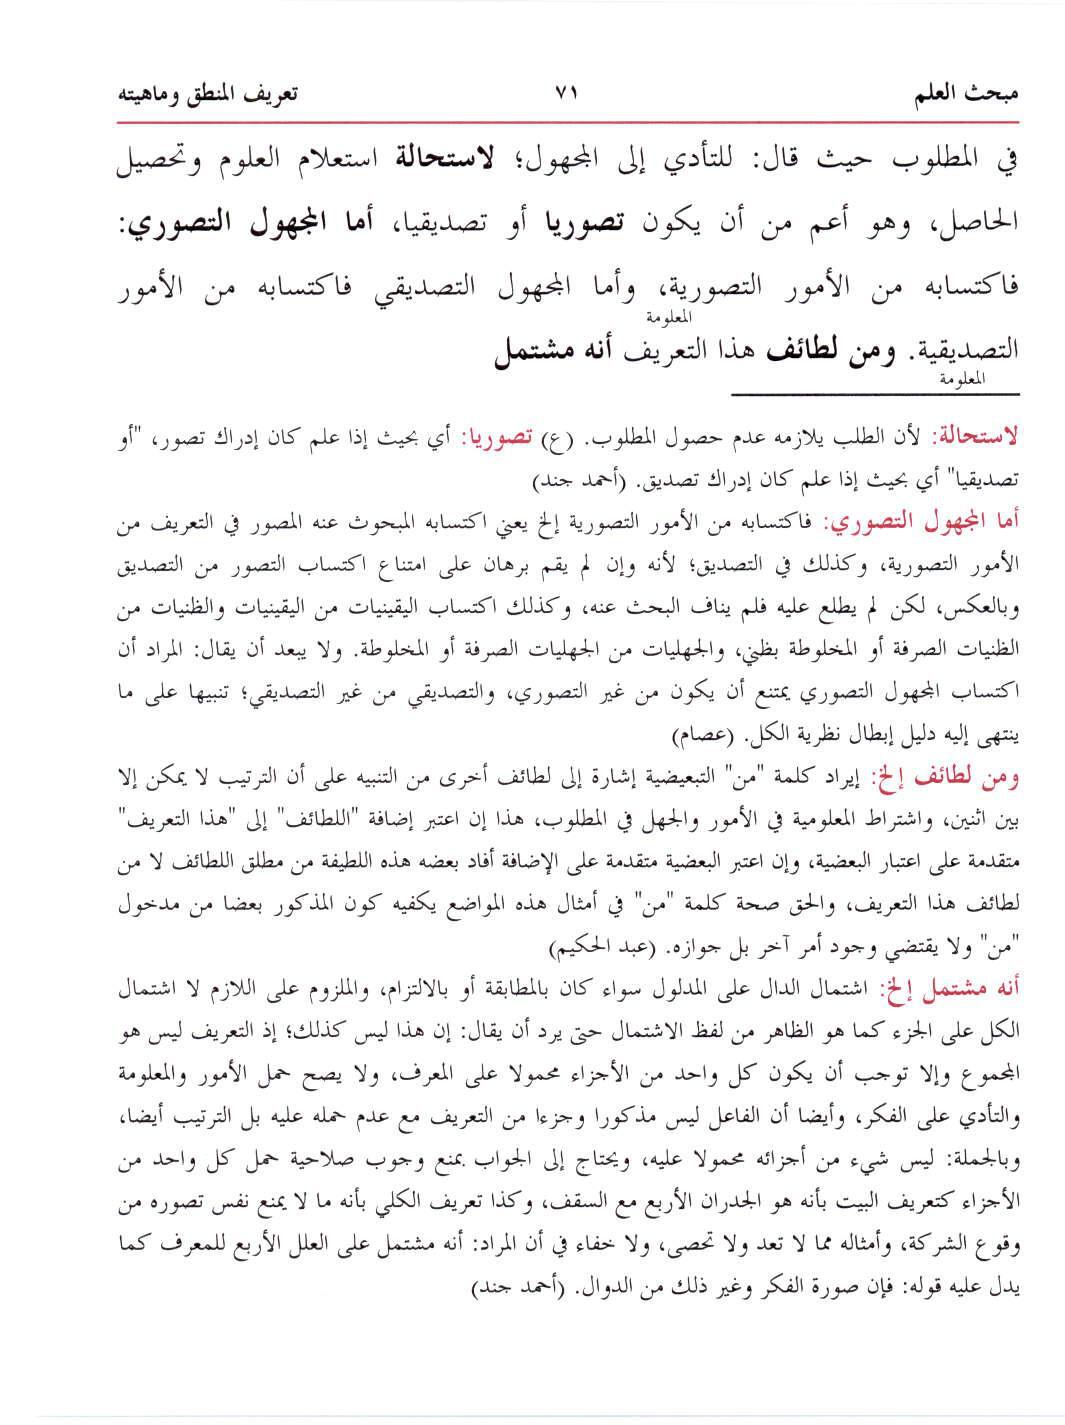 مبحث العلم ٧١ تعريف المنطق وماهيته
في المطلوب حيث قال: للتأدي إلى المجهول؛ لاستحالة استعلام العلوم وتحصيل
الحاصل، وهو أعم من أن يكون تصوريا أو تصديقيا، أما المجهول التصوري:
فاكتسابه من الأمور التصورية، وأما المجهول التصديقي فاكتسابه من الأمور
المعلومة
التصديقية. ومن لطائف هذا التعريف أنه مشتمل
المعلومة
لاستحالة: لأن الطلب يلازمه عدم حصول المطلوب. (ع) تصوريا: أي بحيث إذا علم كان إدراك تصور، "أو
تصديقيا" أي بحيث إذا علم كان إدراك تصديق. (أحمد جند)
أما المجهول التصوري: فاكتسابه من الأمور التصورية إلخ يعني اكتسابه المبحوث عنه المصور في التعريف من
الأمور التصورية، وكذلك في التصديق؛ لأنه وإن لم يقم برهان على امتناع اكتساب التصور من التصديق
وبالعكس، لكن لم يطلع عليه فلم يناف البحث عنه، وكذلك اكتساب اليقينيات من اليقينيات والظنيات من
الظنيات الصرفة أو المخلوطة بظني، والجهليات من الجهليات الصرفة أو المخلوطة. ولا يبعد أن يقال: المراد أن
اكتساب المجهول التصوري يمتنع أن يكون من غير التصوري، والتصديقي من غير التصديقي؛ تنبيها على ما
ينتهى إليه دليل إبطال نظرية الكل. (عصام)
ومن لطائف إلخ: إيراد كلمة "من" التبعيضية إشارة إلى لطائف أخرى من التنبيه على أن الترتيب لا يمكن إلا
بين اثنين، واشتراط المعلومية في الأمور والجهل في المطلوب، هذا إن اعتبر إضافة "اللطائف" إلى "هذا التعريف"
متقدمة على اعتبار البعضية، وإن اعتبر البعضية متقدمة على الإضافة أفاد بعضه هذه اللطيفة من مطلق اللطائف لا من
لطائف هذا التعريف، والحق صحة كلمة "من" في أمثال هذه المواضع يكفيه كون المذكور بعضا من مدخول
"من" ولا يقتضي وجود أمر آخر بل جوازه. (عبد الحكيم)
أنه مشتمل إلخ: اشتمال الدال على المدلول سواء كان بالمطابقة أو بالالتزام، والملزوم على اللازم لا اشتمال
الكل على الجزء كما هو الظاهر من لفظ الاشتمال حتى يرد أن يقال: إن هذا ليس كذلك؛ إذ التعريف ليس هو
المجموع وإلا توجب أن يكون كل واحد من الأجزاء محمولا على المعرف، ولا يصح حمل الأمور والمعلومة
والتأدي على الفكر، وأيضا أن الفاعل ليس مذكورا وجزءا من التعريف مع عدم حمله عليه بل الترتيب أيضا،
وبالجملة: ليس شيء من أجزائه محمولا عليه، ويحتاج إلى الجواب بمنع وجوب صلاحية حمل كل واحد من
الأجزاء كتعريف البيت بأنه هو الجدران الأربع مع السقف، وكذا تعريف الكلي بأنه ما لا يمنع نفس تصوره من
وقوع الشركة، وأمثاله مما لا تعد ولا تحصى، ولا خفاء في أن المراد: أنه مشتمل على العلل الأربع للمعرف كما
يدل عليه قوله: فإن صورة الفكر وغير ذلك من الدوال. (أحمد جند)